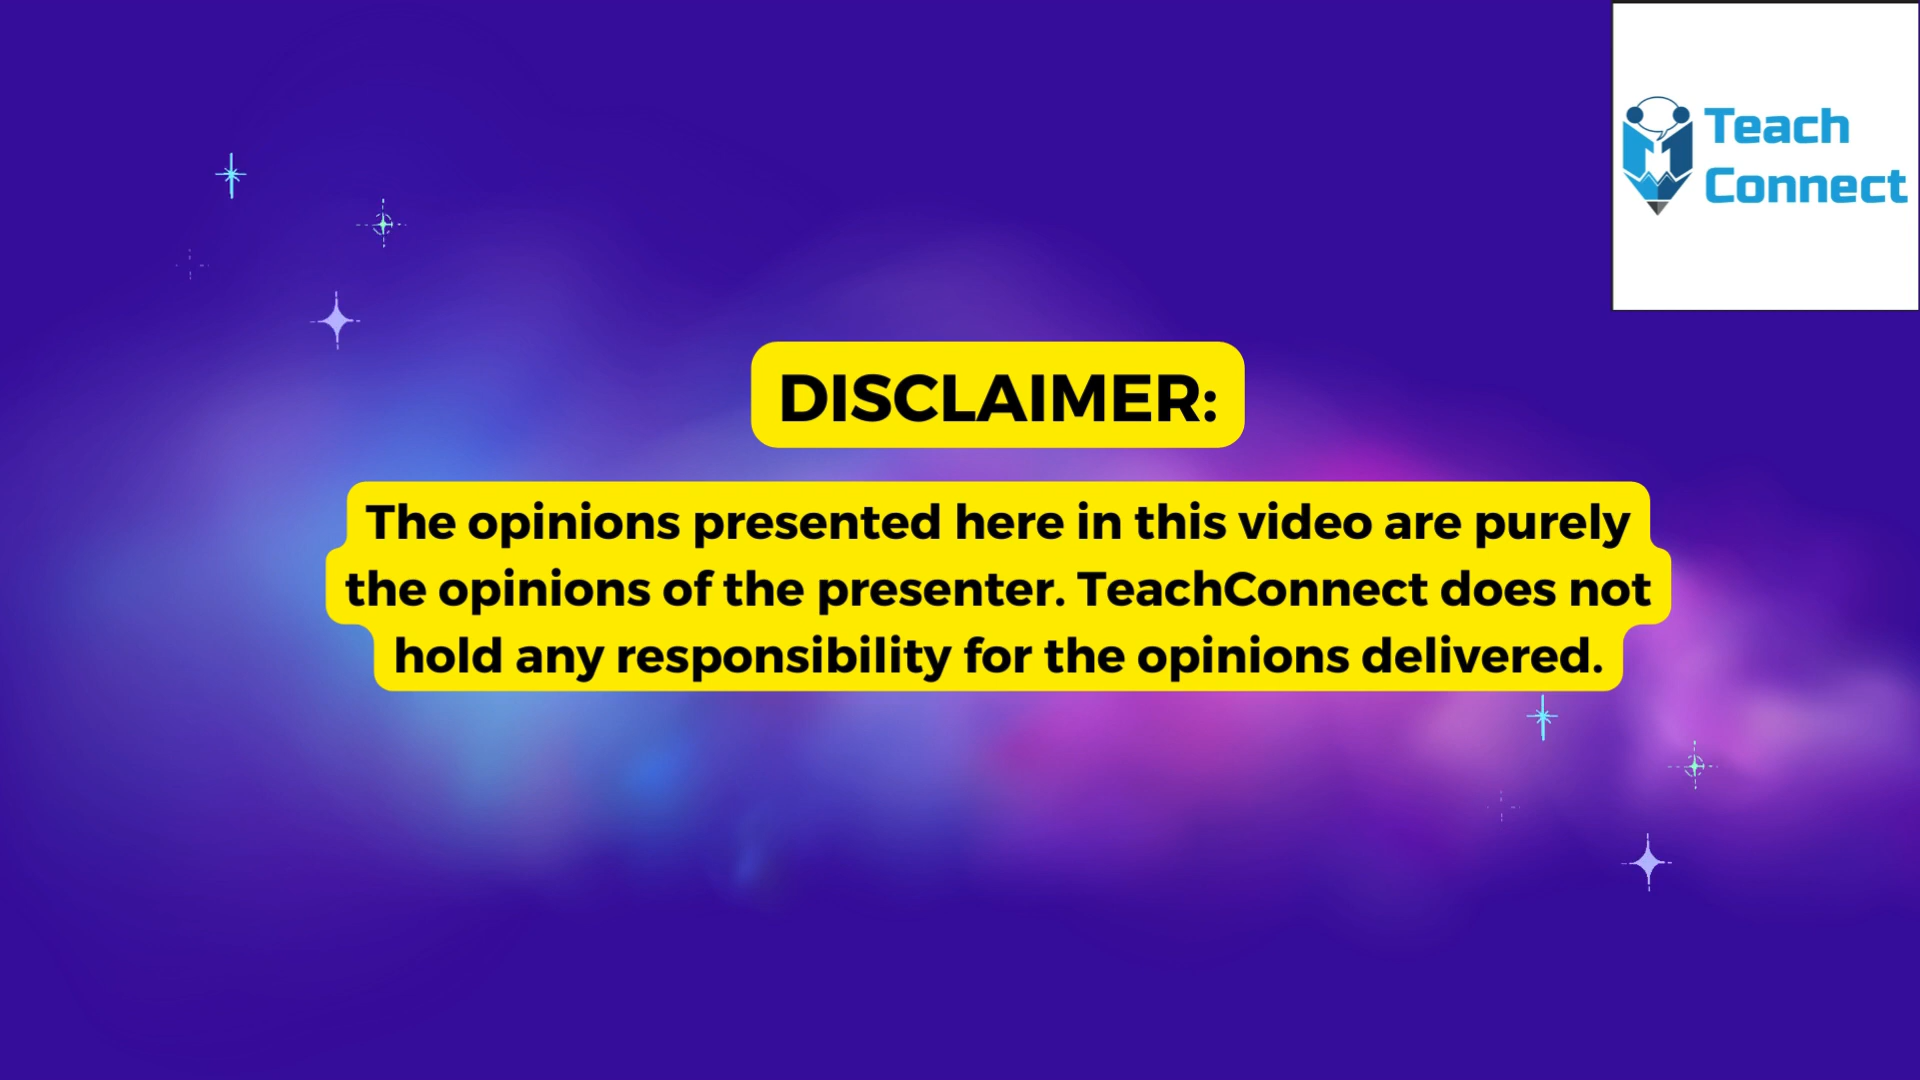 Teach
Connect
DISCLAIMER:
The opinions presented here in this video are purely
the opinions of the presenter. TeachConnect does not
hold any responsibility for the opinions delivered.